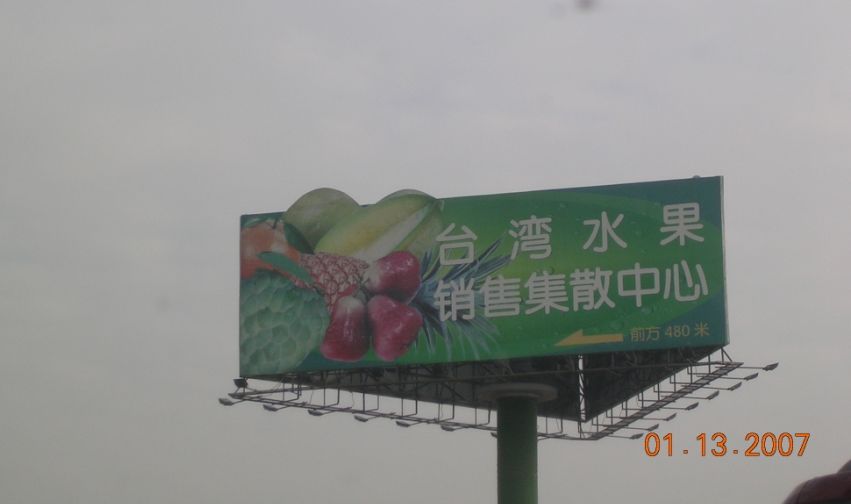 台湾水果
销售集散中心
前方 480 米
01.13.2007